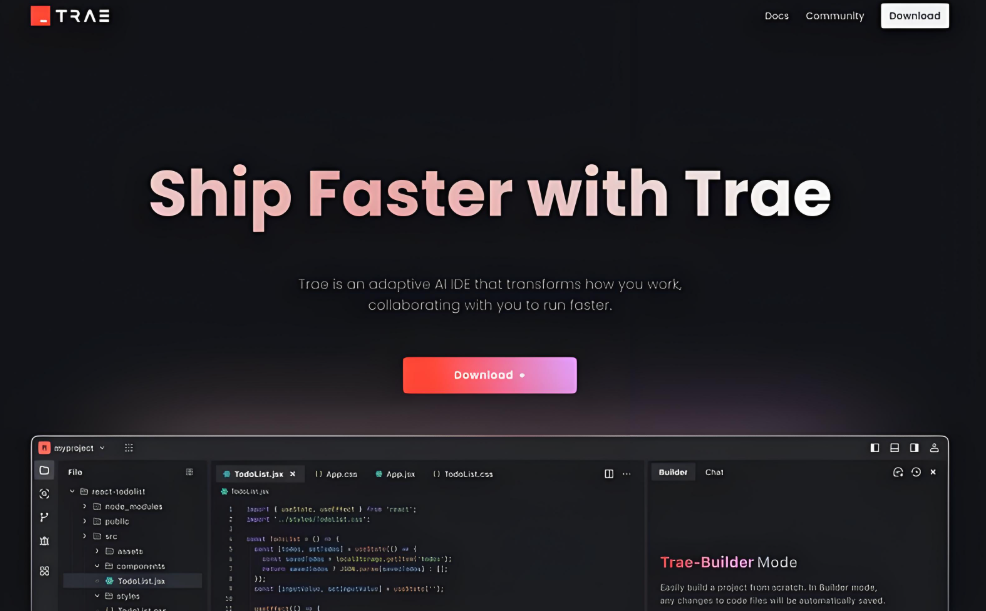 TRAE
Docs Community Download
Ship Faster with Trae
Trae is an adaptive AI IDE that transforms how you work,
collaborating with you to run faster.
Download
myproject
File
react-todolist
node_modules
public
src
assets
components
TodoList.jsx
styles
TodoList.css
TodoList.jsx App.css App.jsx TodoList.css
TodoList.jsx
1 import { useState, useEffect } from 'react';
2 import '../styles/TodoList.css';
3
4 const TodoList = () => {
5 const [todos, setTodos] = useState(() => {
6 const savedTodos = localStorage.getItem('todos');
7 return savedTodos ? JSON.parse(savedTodos) : [];
8 });
9 const [inputValue, setInputValue] = useState('');
10
11 useEffect(() => {
Builder Chat
Trae-Builder Mode
Easily build a project from scratch. In Builder mode,
any changes to code files will be automatically saved.